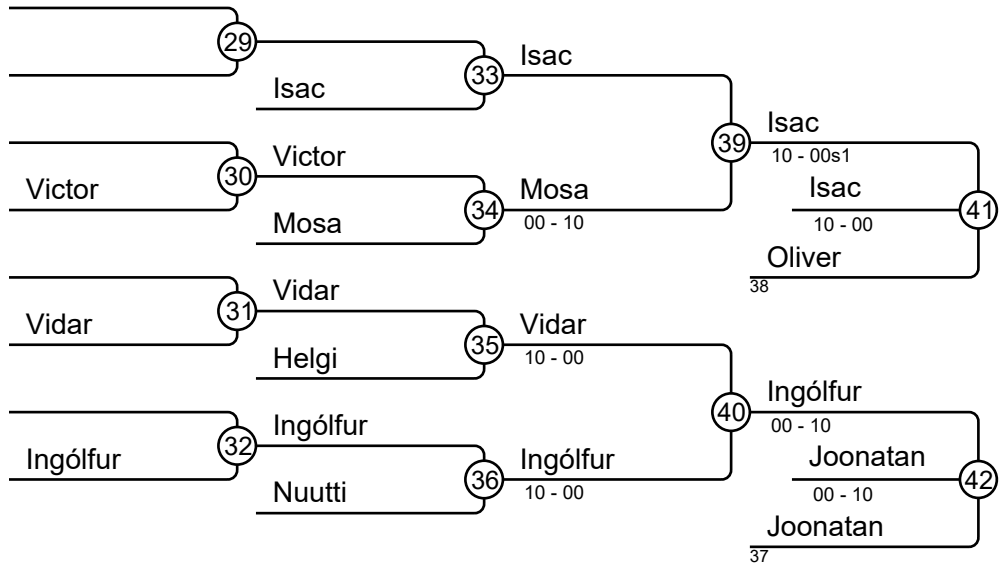 29
Isac
33
Isac
Victor
30
Victor
Mosa
34
Mosa
00 - 10
39
Isac
10 - 00s1
Isac
10 - 00
41
Oliver
38
Vidar
31
Vidar
Helgi
35
Vidar
10 - 00
Ingólfur
32
Ingólfur
Nuutti
36
Ingólfur
10 - 00
40
Ingólfur
00 - 10
Joonatan
00 - 10
42
Joonatan
37